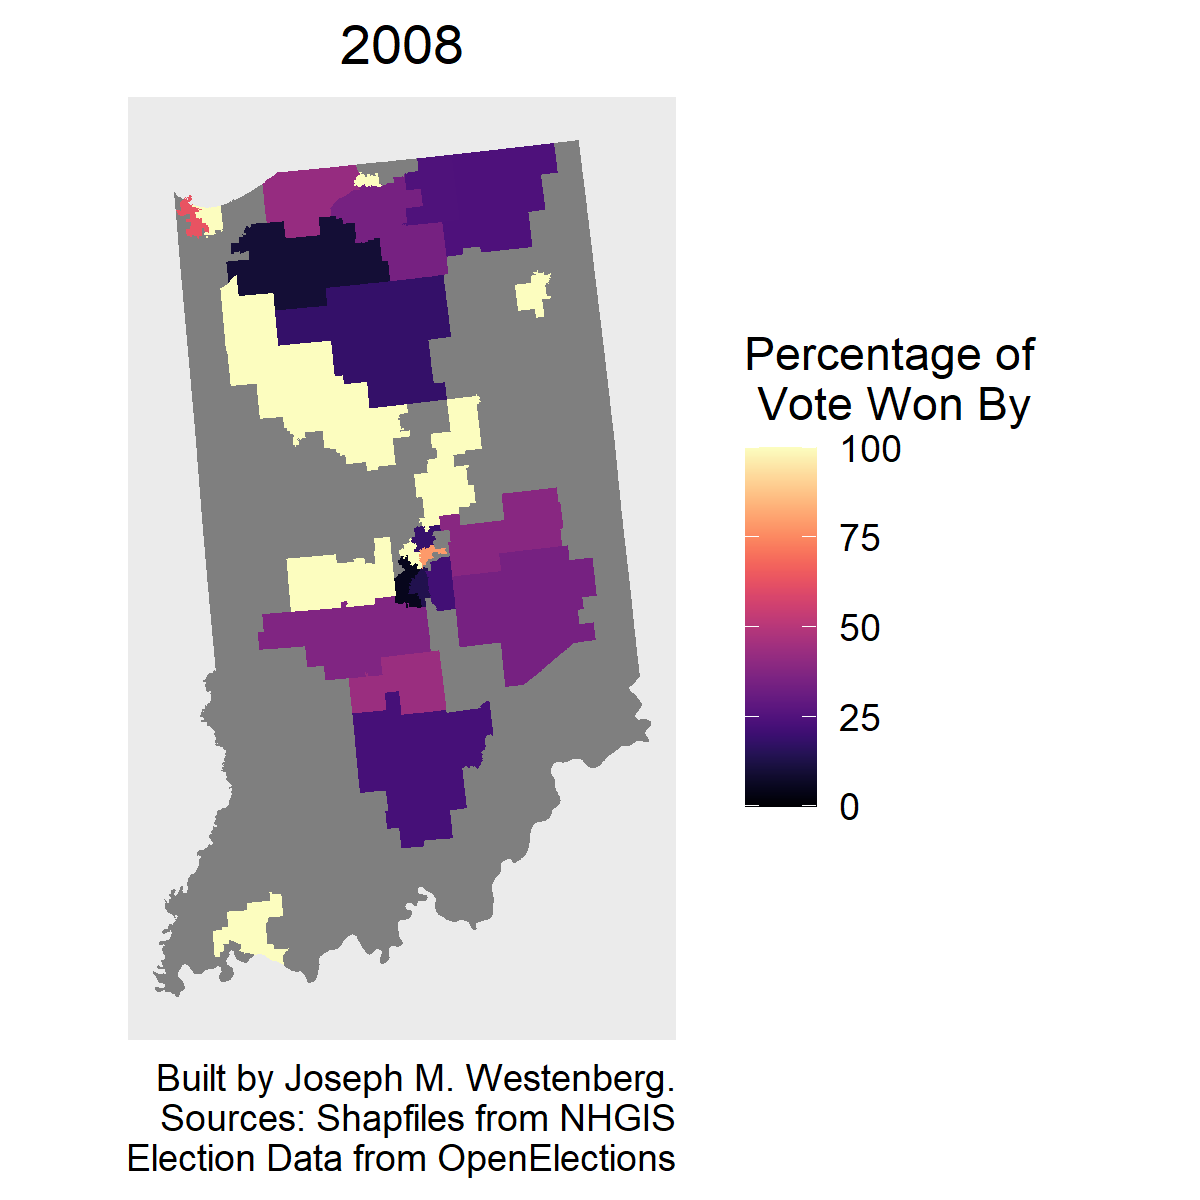 2008
Percentage of
Vote Won By
100
75
50
25
0
Built by Joseph M. Westenberg.
Sources: Shapfiles from NHGIS
Election Data from OpenElections